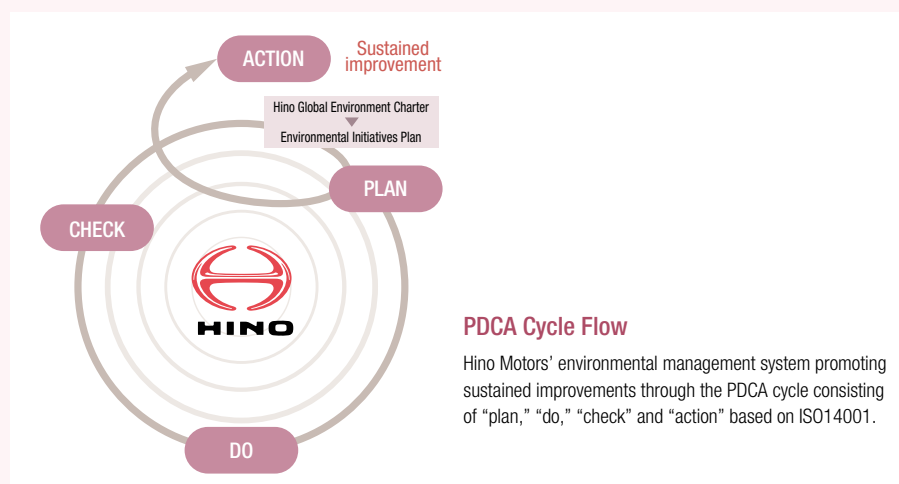 ACTION
Sustained
improvement
Hino Global Environment Charter
Environmental Initiatives Plan
PLAN
CHECK
HINO
DO
PDCA Cycle Flow
Hino Motors’ environmental management system promoting
sustained improvements through the PDCA cycle consisting
of “plan,” “do,” “check” and “action” based on ISO14001.